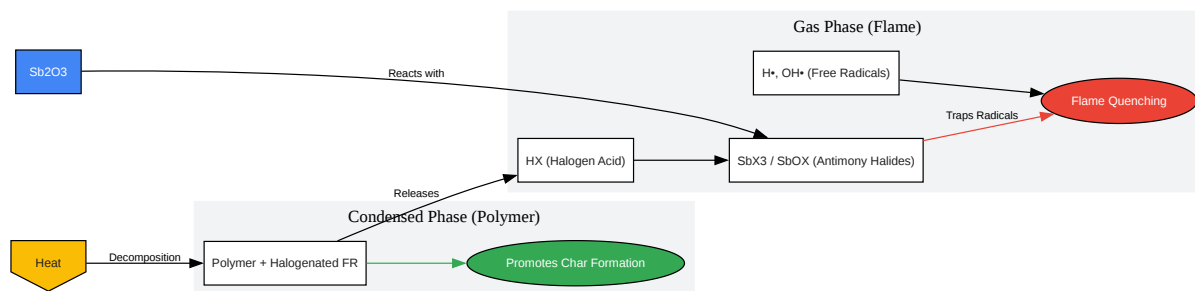 Gas Phase (Flame)
Sb2O3
Reacts with
H•, OH• (Free Radicals)
Flame Quenching
Traps Radicals
HX (Halogen Acid)
SbX3 / SbOX (Antimony Halides)
Releases
Condensed Phase (Polymer)
Heat
Decomposition
Polymer + Halogenated FR
Promotes Char Formation